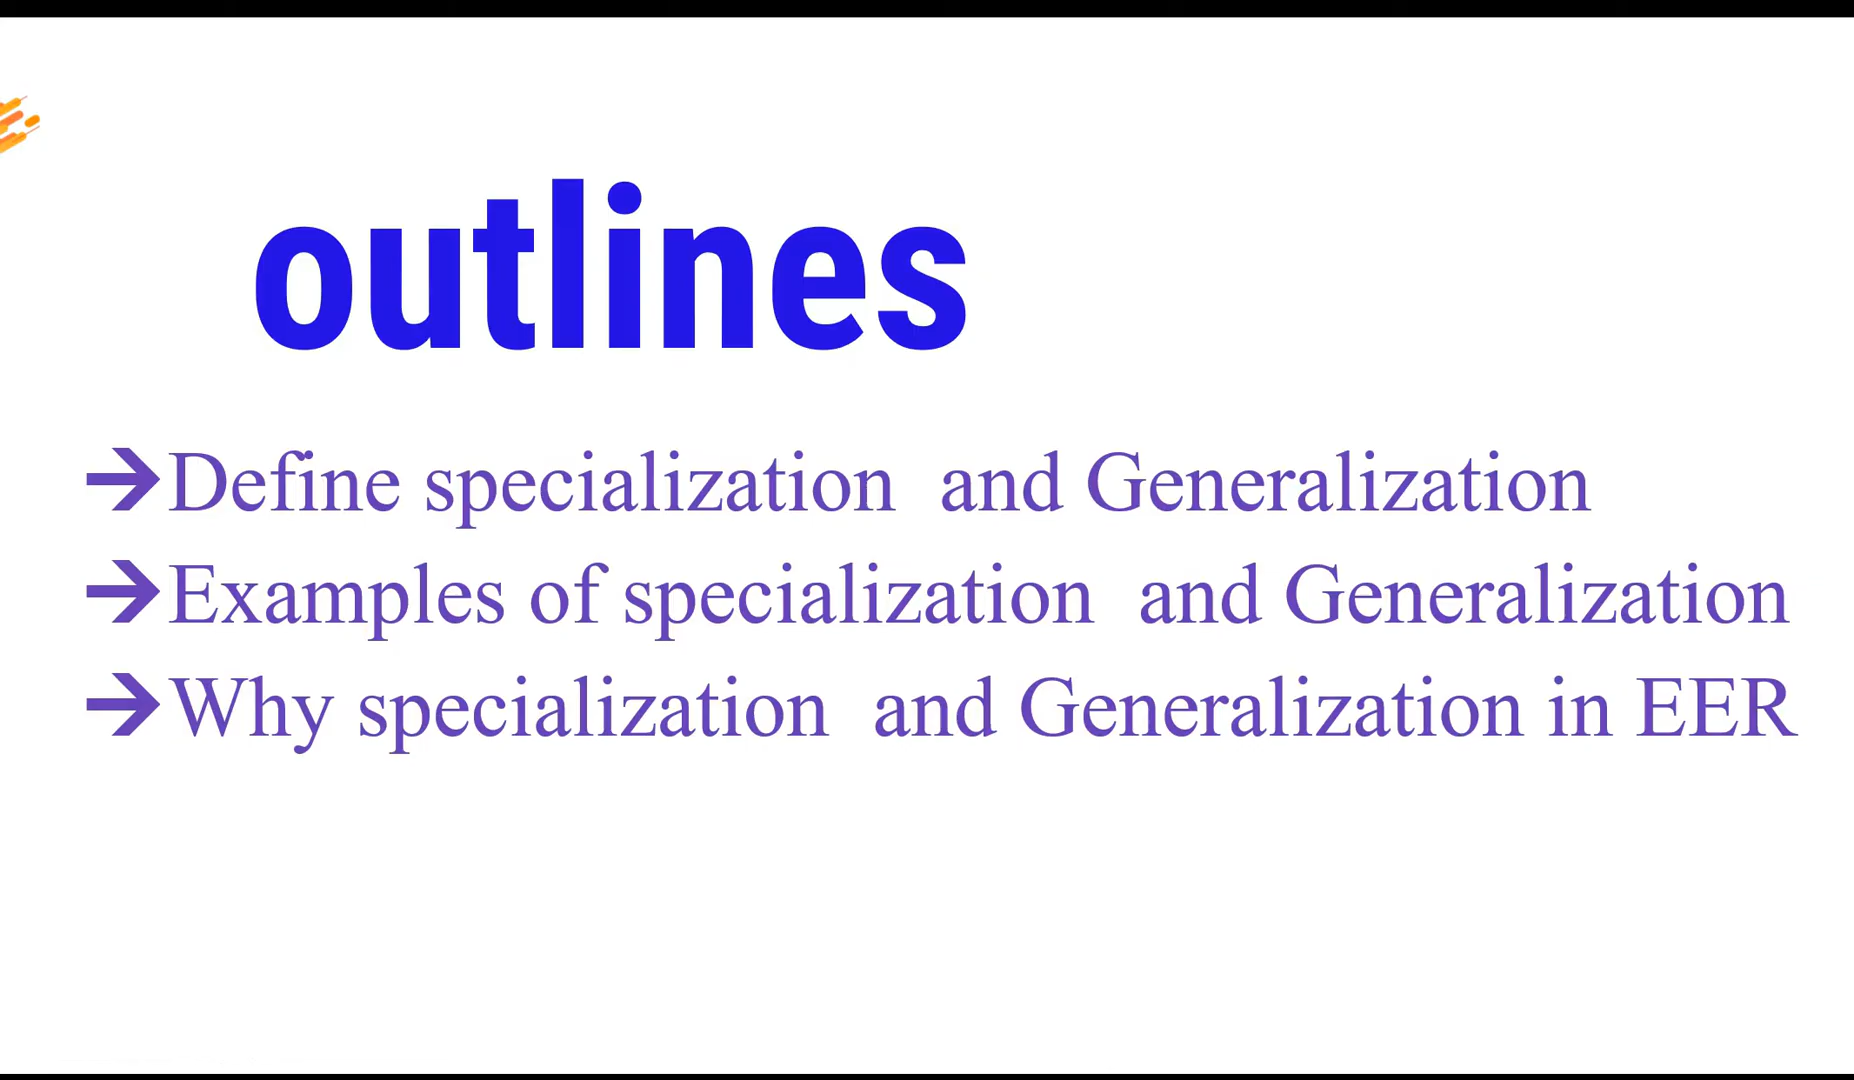 outlines
→Define specialization  and Generalization
→Examples of specialization  and Generalization
→Why specialization  and Generalization in EER